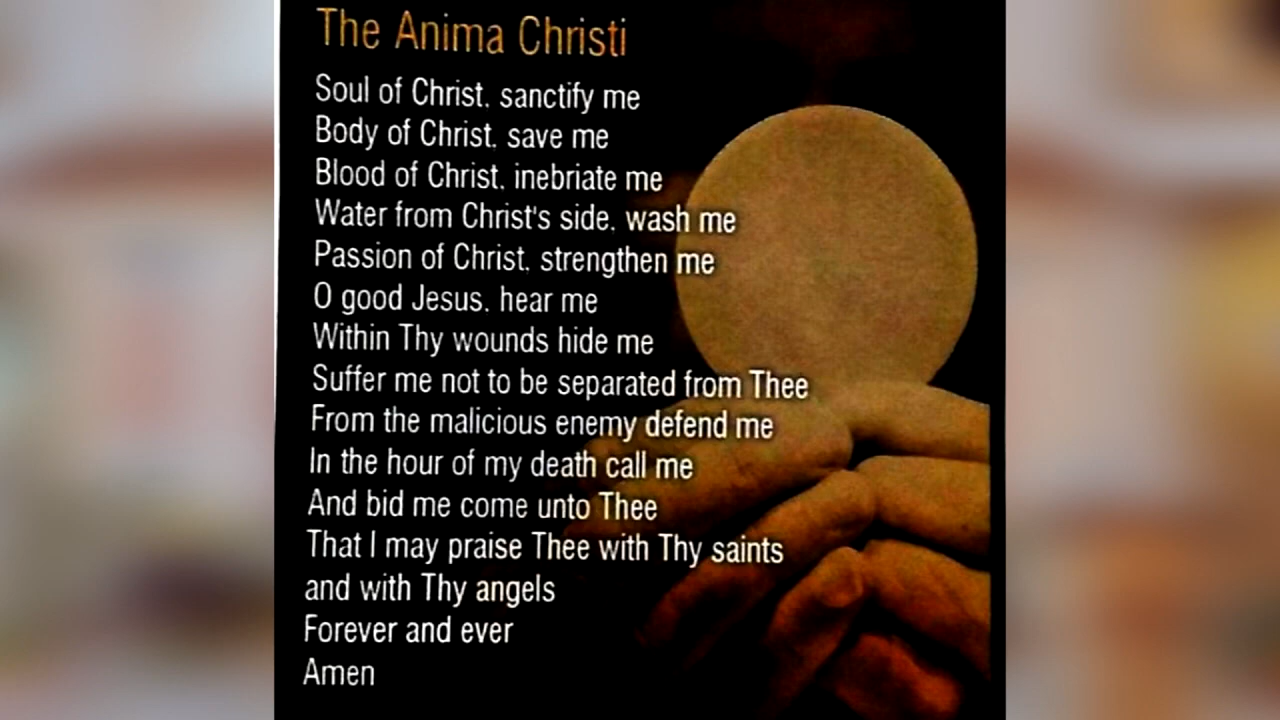 The Anima Christi
Soul of Christ. sanctify me
Body of Christ. save me
Blood of Christ. inebriate me
Water from Christ's side. wash me
Passion of Christ. strengthen me
O good Jesus. hear me
Within Thy wounds hide me
Suffer me not to be separated from Thee
From the malicious enemy defend me
In the hour of my death call me
And bid me come unto Thee
That I may praise Thee with Thy saints
and with Thy angels
Forever and ever
Amen